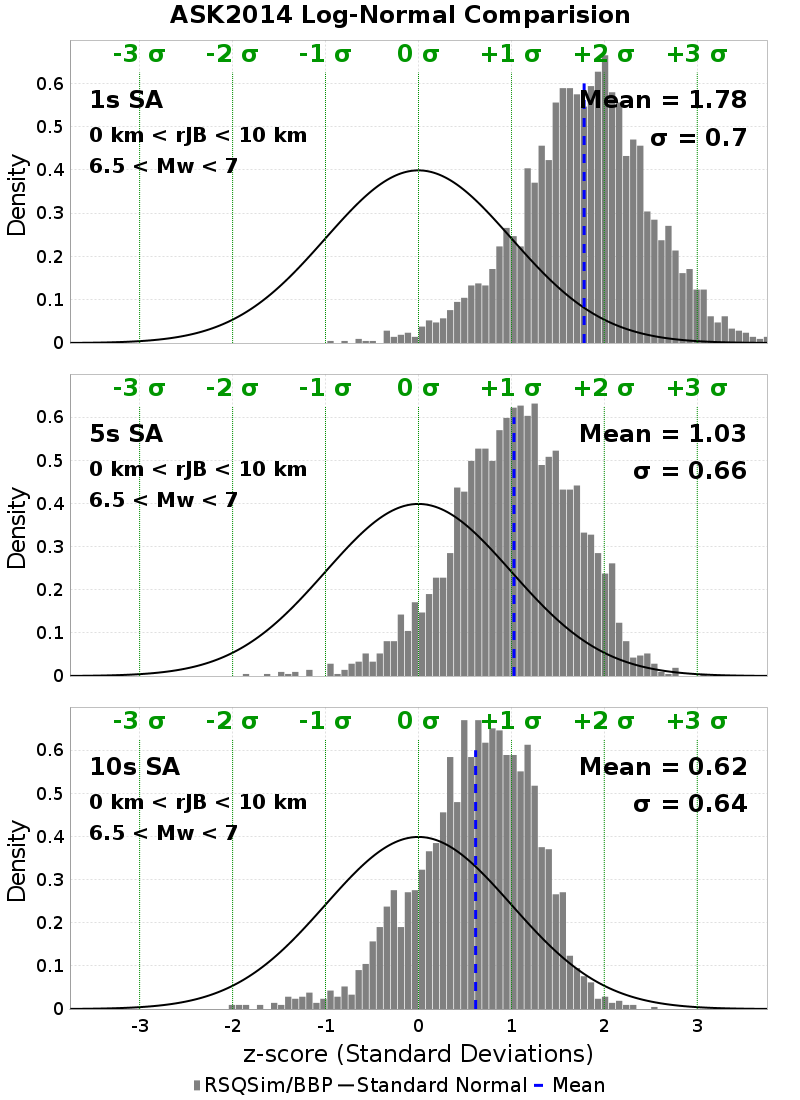 ASK2014 Log-Normal Comparision
-3 σ -2 σ -1 σ 0 σ +1 σ +2 σ +3 σ
0.6
1s SA Mean = 1.78
0.5
0 km < rJB < 10 km σ = 0.7
6.5 < Mw < 7
0.4
Density
0.3
0.2
0.1
0
-3 σ -2 σ -1 σ 0 σ +1 σ +2 σ +3 σ
0.6
5s SA Mean = 1.03
0.5
0 km < rJB < 10 km σ = 0.66
6.5 < Mw < 7
0.4
Density
0.3
0.2
0.1
0
-3 σ -2 σ -1 σ 0 σ +1 σ +2 σ +3 σ
0.6
10s SA Mean = 0.62
0.5
0 km < rJB < 10 km σ = 0.64
6.5 < Mw < 7
0.4
Density
0.3
0.2
0.1
0
-3 -2 -1 0 1 2 3
z-score (Standard Deviations)
RSQSim/BBP Standard Normal Mean